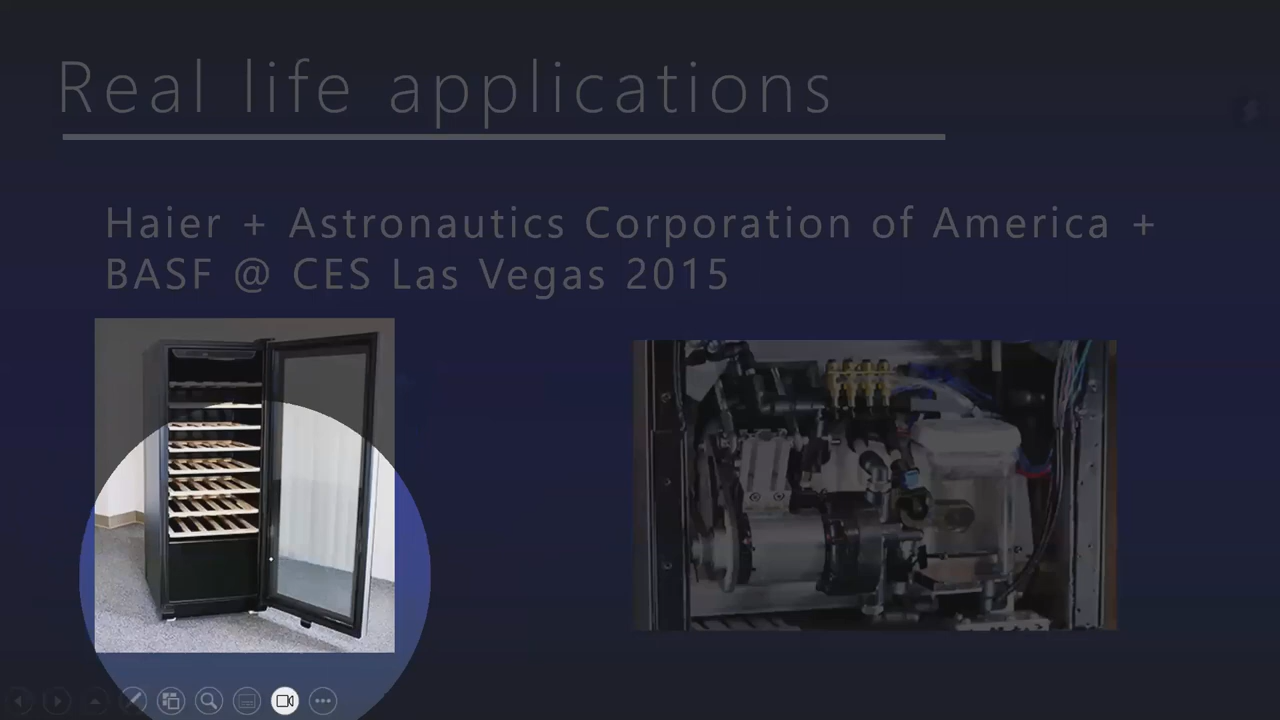 Real life applications
Haier + Astronautics Corporation of America +
BASF @ CES Las Vegas 2015